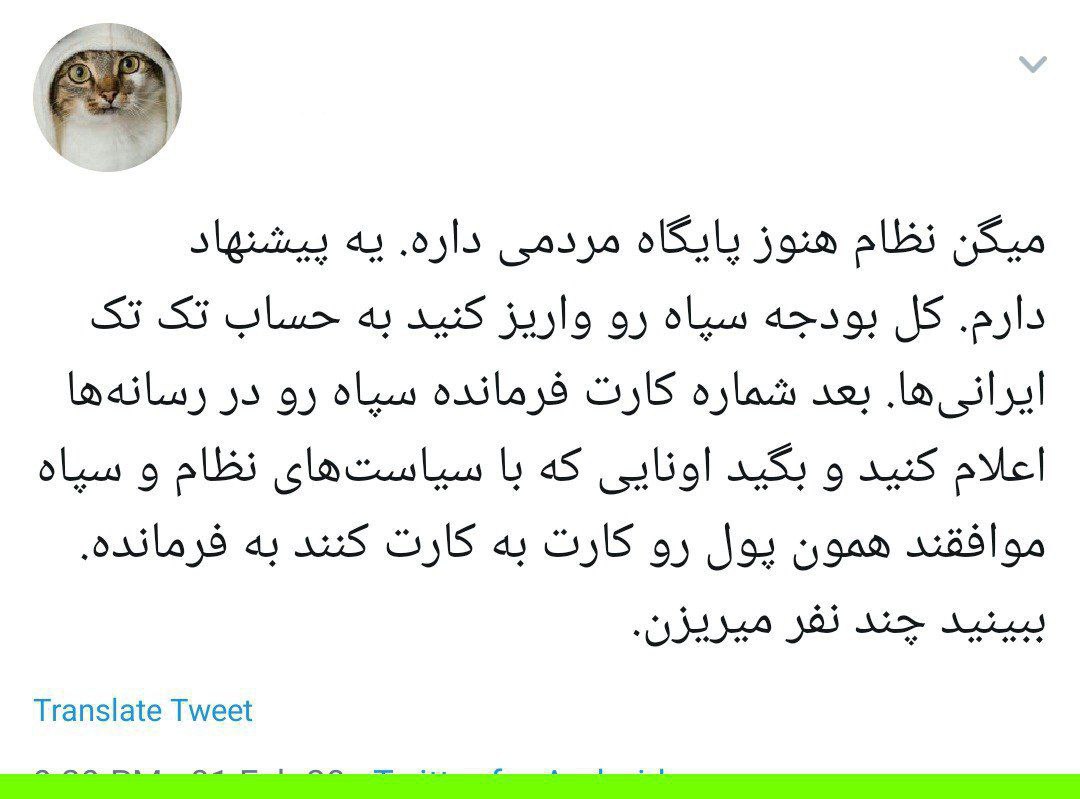 میگن نظام هنوز پایگاه مردمی داره. یه پیشنهاد
دارم. کل بودجه سپاه رو واریز کنید به حساب تک تک
ایرانی‌ها. بعد شماره کارت فرمانده سپاه رو در رسانه‌ها
اعلام کنید و بگید اونایی که با سیاست‌های نظام و سپاه
موافقند همون پول رو کارت به کارت کنند به فرمانده.
ببینید چند نفر میریزن.
Translate Tweet